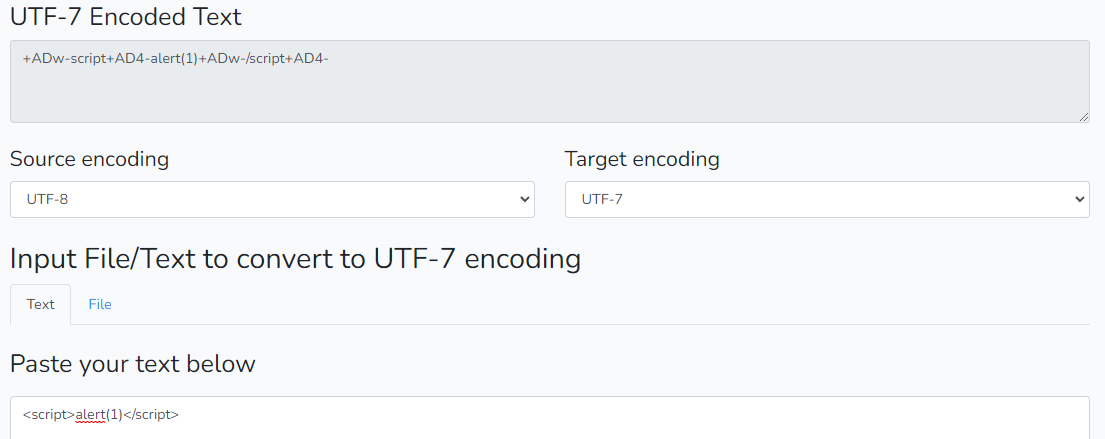 UTF-7 Encoded Text
+ADw-script+AD4-alert(1)+ADw-/script+AD4-
Source encoding
Target encoding
UTF-8
UTF-7
Input File/Text to convert to UTF-7 encoding
Text
File
Paste your text below
<script>alert(1)</script>